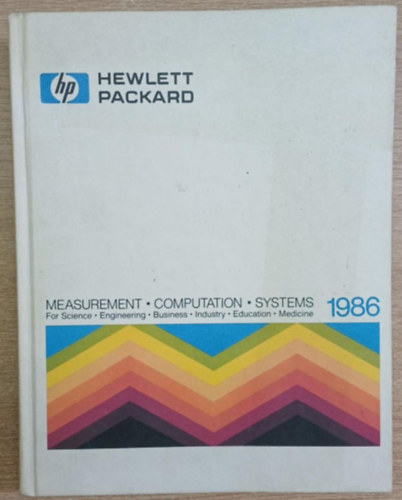 hp
HEWLETT
PACKARD
MEASUREMENT • COMPUTATION • SYSTEMS
For Science • Engineering • Business • Industry • Education • Medicine
1986